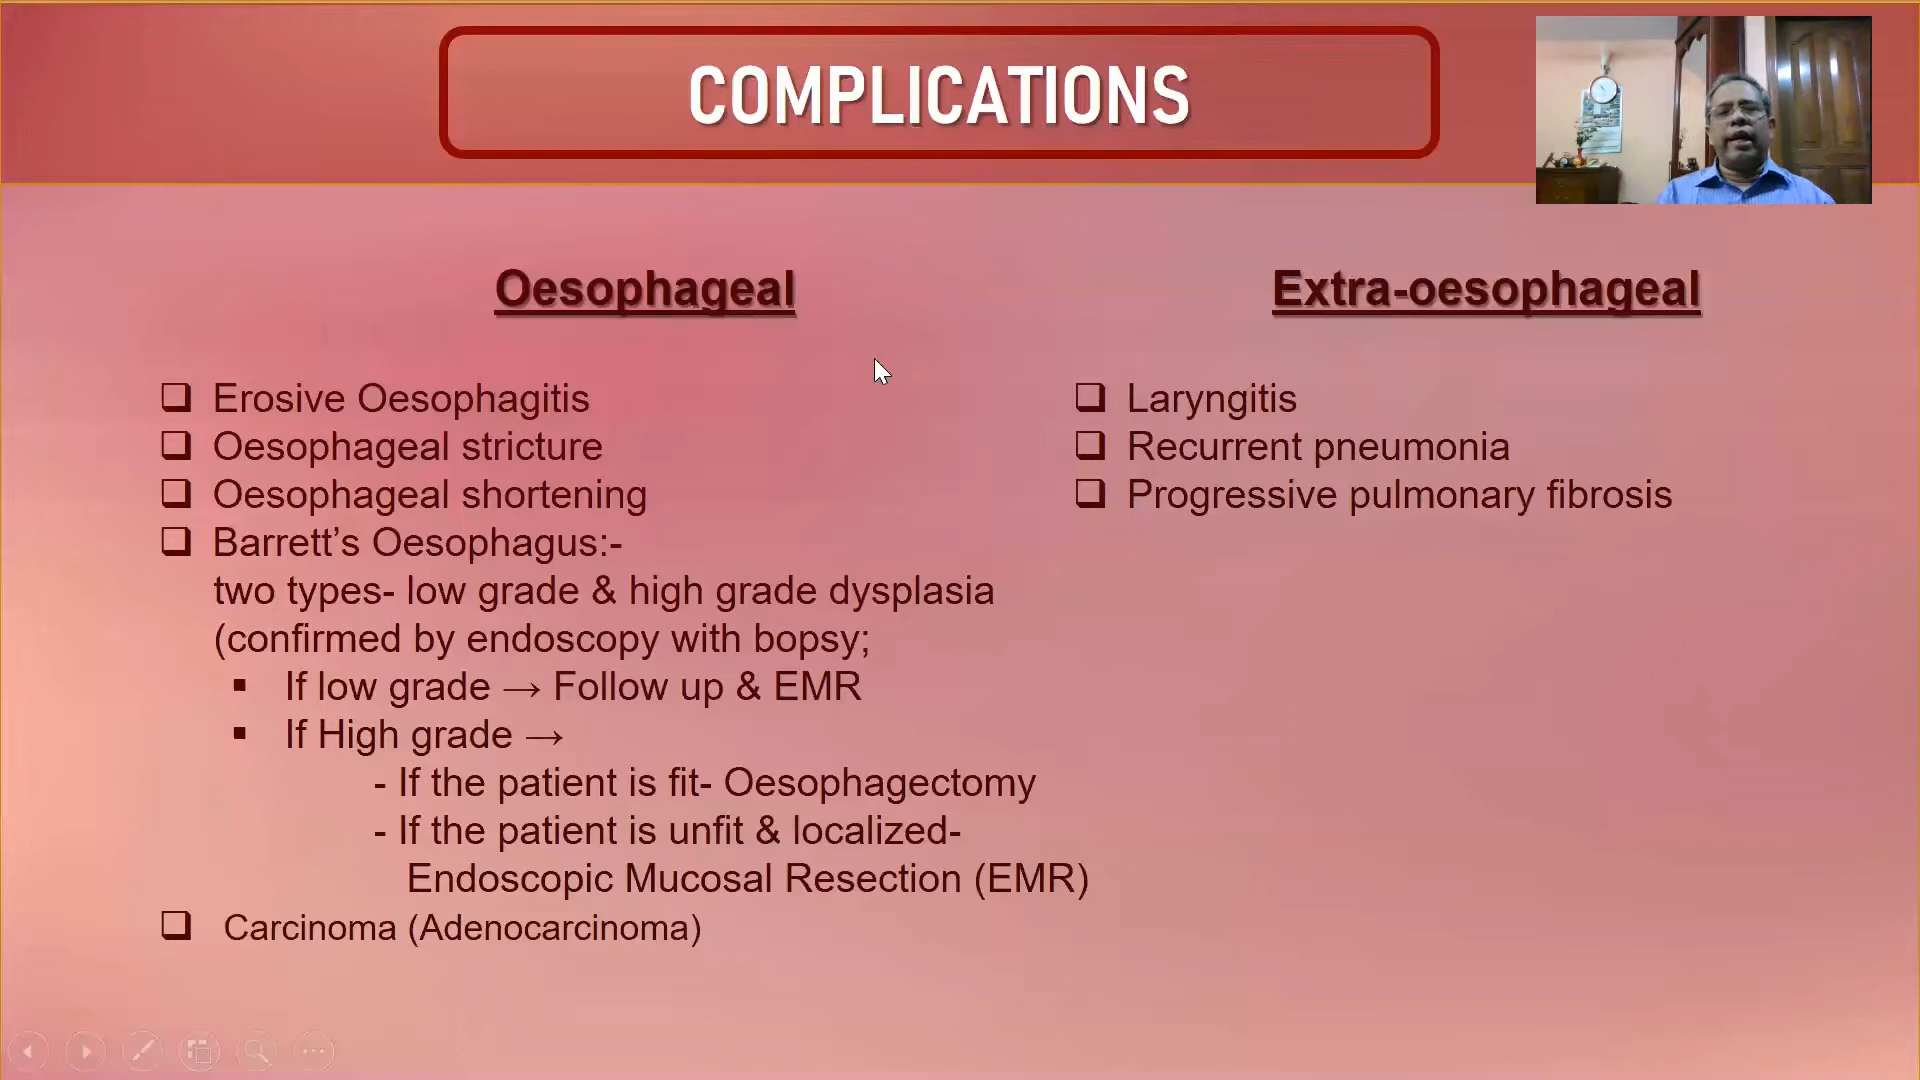 COMPLICATIONS
Oesophageal
❑ Erosive Oesophagitis
❑ Oesophageal stricture
❑ Oesophageal shortening
❑ Barrett’s Oesophagus:-
two types- low grade & high grade dysplasia
(confirmed by endoscopy with bopsy;
▪ If low grade → Follow up & EMR
▪ If High grade →
- If the patient is fit- Oesophagectomy
- If the patient is unfit & localized-
Endoscopic Mucosal Resection (EMR)
❑ Carcinoma (Adenocarcinoma)
Extra-oesophageal
❑ Laryngitis
❑ Recurrent pneumonia
❑ Progressive pulmonary fibrosis